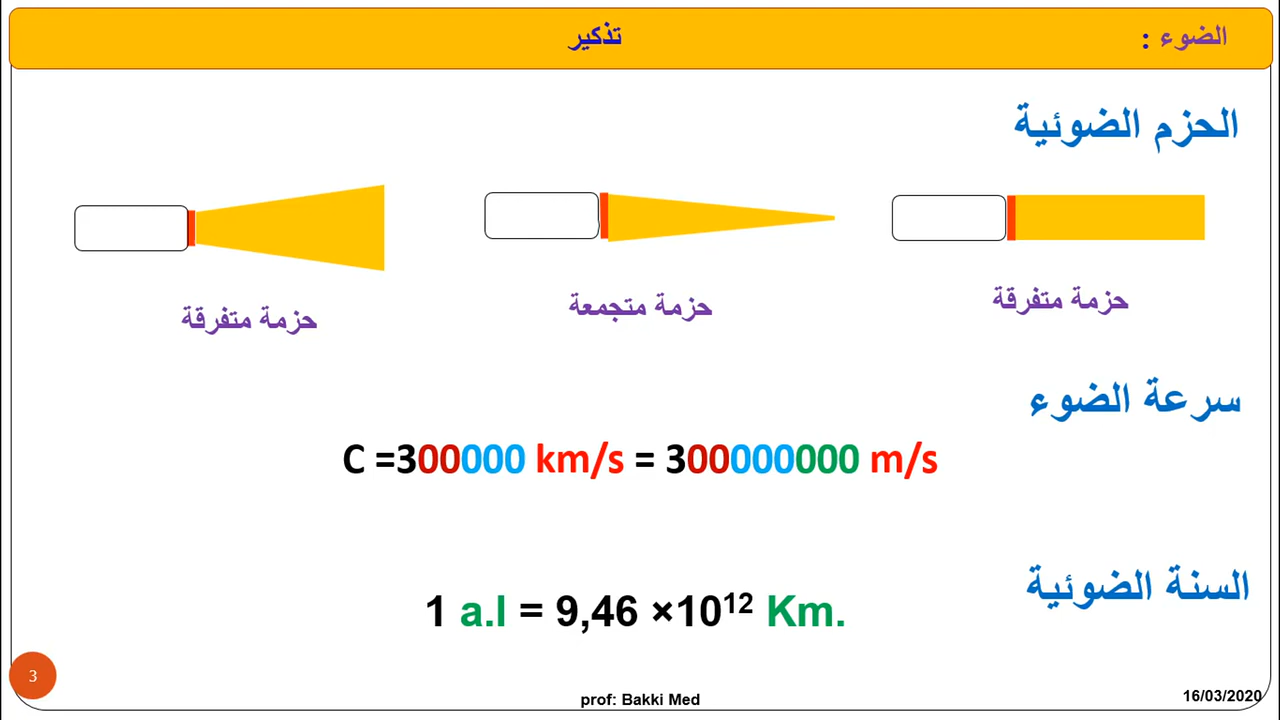 الضوء :
تذكير
الحزم الضوئية
حزمة متفرقة
حزمة متجمعة
حزمة متفرقة
سرعة الضوء
C =300000 km/s = 300000000 m/s
السنة الضوئية
1 a.l = 9,46 ×10¹² Km.
3
prof: Bakki Med
16/03/2020